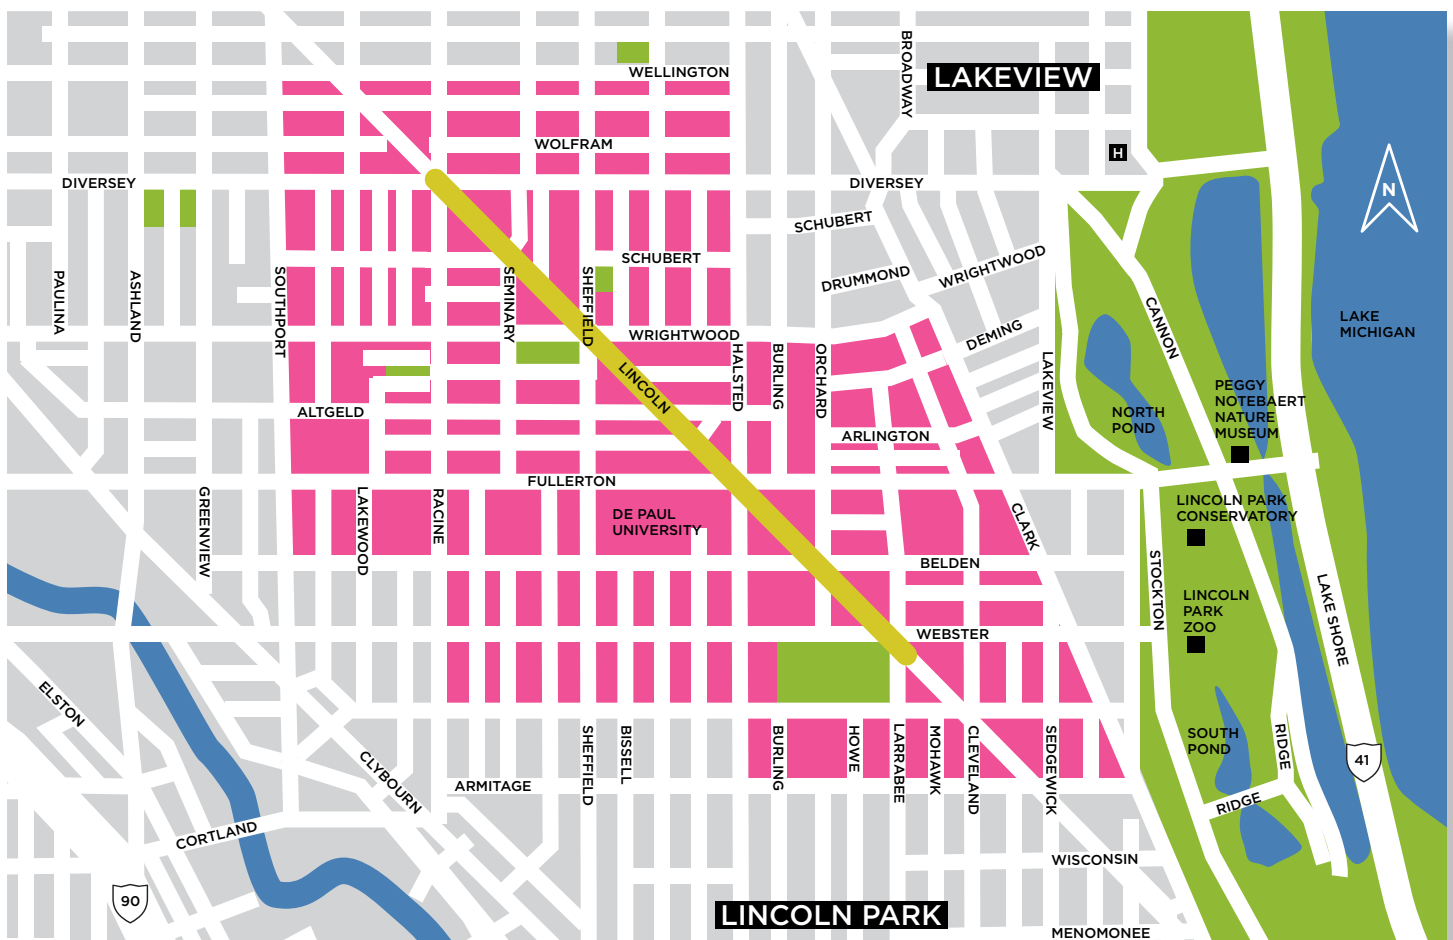 BROADWAY
WELLINGTON
LAKEVIEW
WOLFRAM
H
DIVERSEY
DIVERSEY
N
SCHUBERT
SCHUBERT
WRIGHTWOOD
DRUMMOND
PAULINA
ASHLAND
SOUTHPORT
SEMINARY
SHEFFIELD
CANNON
LAKE
MICHIGAN
WRIGHTWOOD
DEMING
HALSTED
BURLING
ORCHARD
LAKEVIEW
LINCOLN
PEGGY
NOTEBAERT
NATURE
MUSEUM
NORTH
POND
ALTGELD
ARLINGTON
FULLERTON
GREENVIEW
LAKEWOOD
RACINE
DE PAUL
UNIVERSITY
CLARK
LINCOLN PARK
CONSERVATORY
BELDEN
STOCKTON
LAKE SHORE
LINCOLN
PARK
ZOO
WEBSTER
ELSTON
SHEFFIELD
BISSELL
BURLING
HOWE
LARRABEE
MOHAWK
CLEVELAND
SEDGEWICK
SOUTH
POND
RIDGE
41
CLYBOURN
ARMITAGE
RIDGE
CORTLAND
WISCONSIN
90
LINCOLN PARK
MENOMONEE